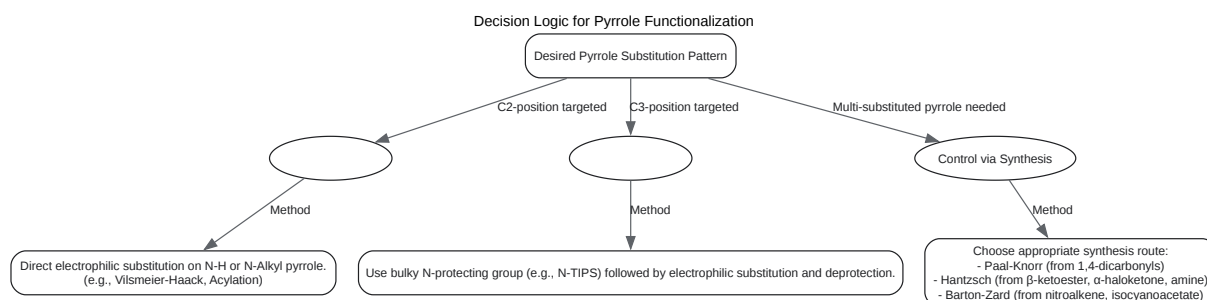 Decision Logic for Pyrrole Functionalization
Desired Pyrrole Substitution Pattern
C2-position targeted
C3-position targeted
Multi-substituted pyrrole needed
Control via Synthesis
Method
Method
Method
Direct electrophilic substitution on N-H or N-Alkyl pyrrole.
(e.g., Vilsmeier-Haack, Acylation)
Use bulky N-protecting group (e.g., N-TIPS) followed by electrophilic substitution and deprotection.
Choose appropriate synthesis route:
- Paal-Knorr (from 1,4-dicarbonyls)
- Hantzsch (from β-ketoester, α-haloketone, amine)
- Barton-Zard (from nitroalkene, isocyanoacetate)